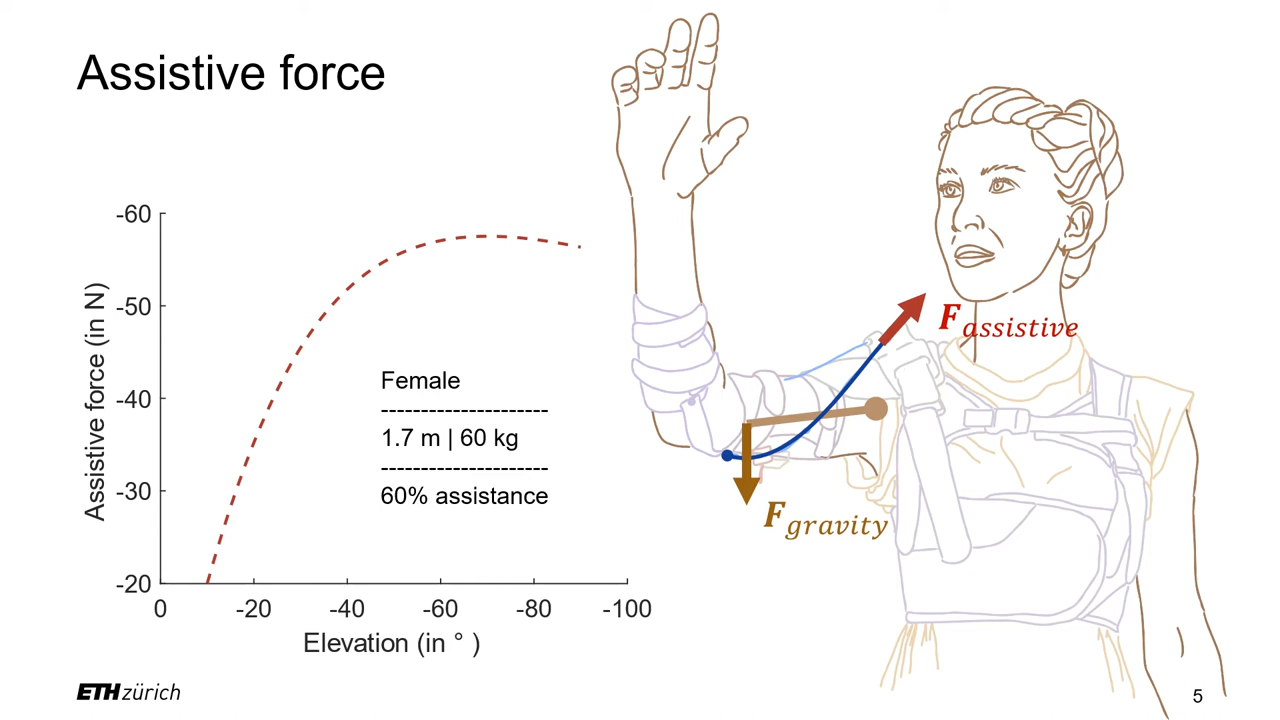 Assistive force
-60
-50
-40
-30
-20
Assistive force (in N)
0
-20
-40
-60
-80
-100
Elevation (in ° )
Female
---------------------
1.7 m | 60 kg
---------------------
60% assistance
F assistive
F gravity
ETH zürich
5